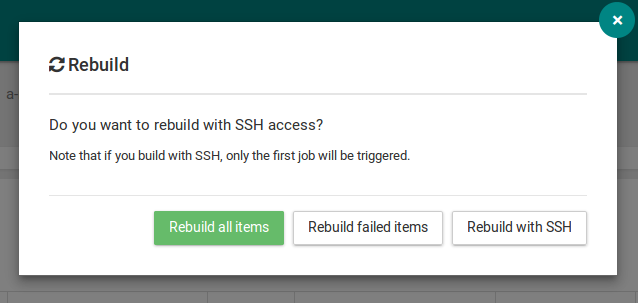 a-
Rebuild
Do you want to rebuild with SSH access?
Note that if you build with SSH, only the first job will be triggered.
Rebuild all items
Rebuild failed items
Rebuild with SSH